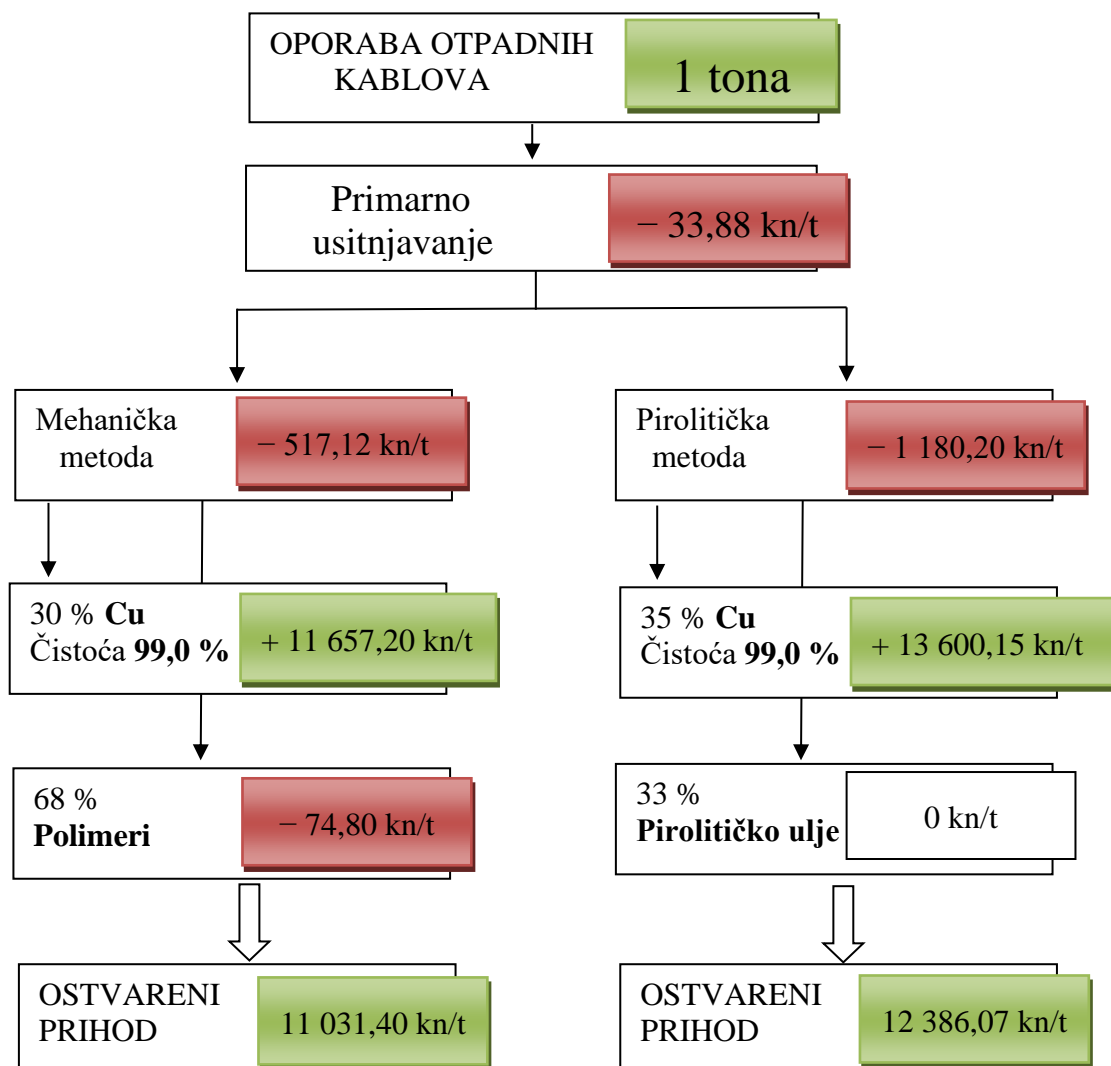 OPORABA OTPADNIH
KABLOVA
1 tona
Primarno
usitnjavanje
− 33,88 kn/t
Mehanička
metoda
− 517,12 kn/t
Pirolitička
metoda
− 1 180,20 kn/t
30 % Cu
Čistoća 99,0 %
+ 11 657,20 kn/t
35 % Cu
Čistoća 99,0 %
+ 13 600,15 kn/t
68 %
Polimeri
− 74,80 kn/t
33 %
Pirolitičko ulje
0 kn/t
OSTVARENI
PRIHOD
11 031,40 kn/t
OSTVARENI
PRIHOD
12 386,07 kn/t